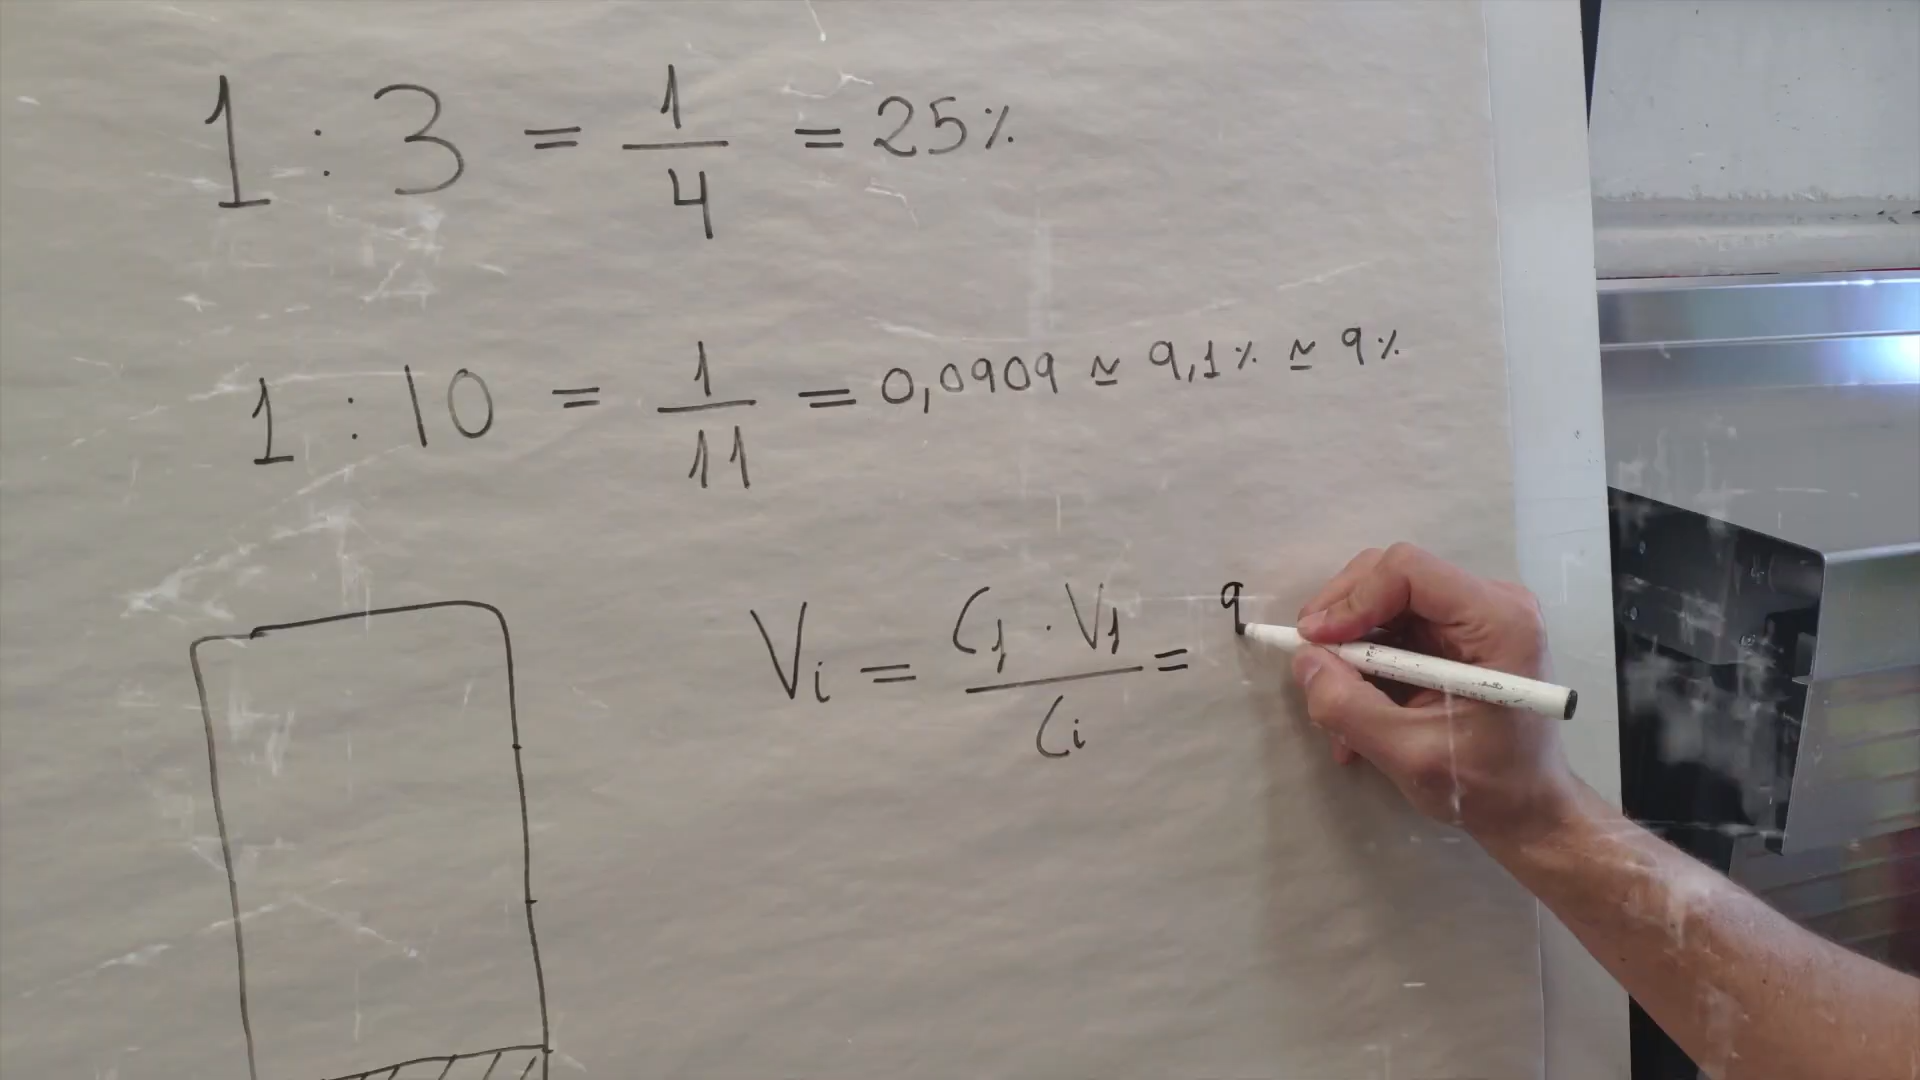 1 : 3 = 1/4 = 25%
1 : 10 = 1/11 = 0,0909 ≃ 9,1% ≃ 9%
Vi = C1 · V1 / Ci = 9